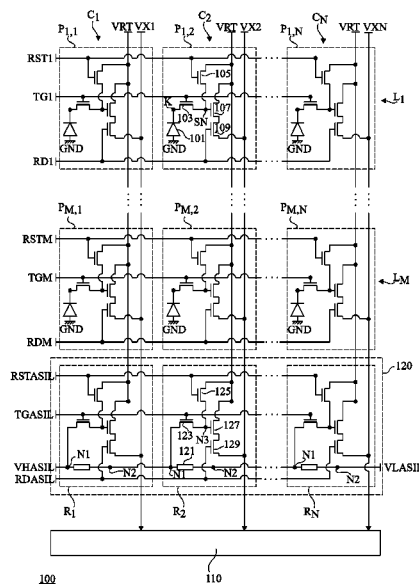 P1,1 C1 VRT VX1 P1,2 C2 VRT VX2 P1,N CN VRT VXN
RST1
105
TG1
K
107
L1
103 SN
109
101
GND GND GND
RD1
PM,1 PM,2 PM,N
RSTM
TGM
LM
GND GND GND
RDM
RSTASIL
120
125
TGASIL
127
123 N3
129
N1 121 N1
VHASIL VLASIL
N2 N1 N2 N2
RDASIL
R1 R2 RN
110
100